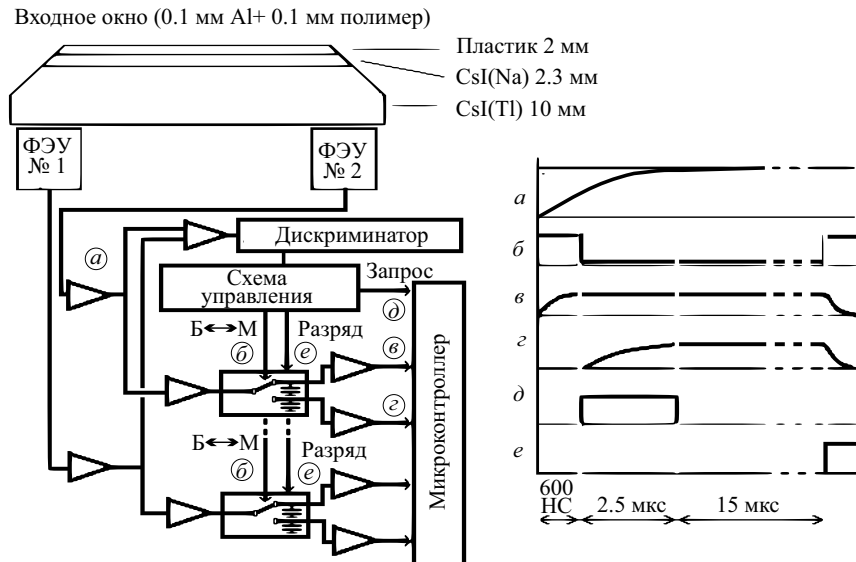 Входное окно (0.1 мм Al+ 0.1 мм полимер)
Пластик 2 мм
CsI(Na) 2.3 мм
CsI(Tl) 10 мм
ФЭУ
№ 1
ФЭУ
№ 2
а
Дискриминатор
Схема
управления
Запрос
д
Б⟷М
Разряд
б
е
в
г
Б⟷М
Разряд
б
е
Микроконтроллер
а
б
в
г
д
е
600
НС
2.5 мкс
15 мкс